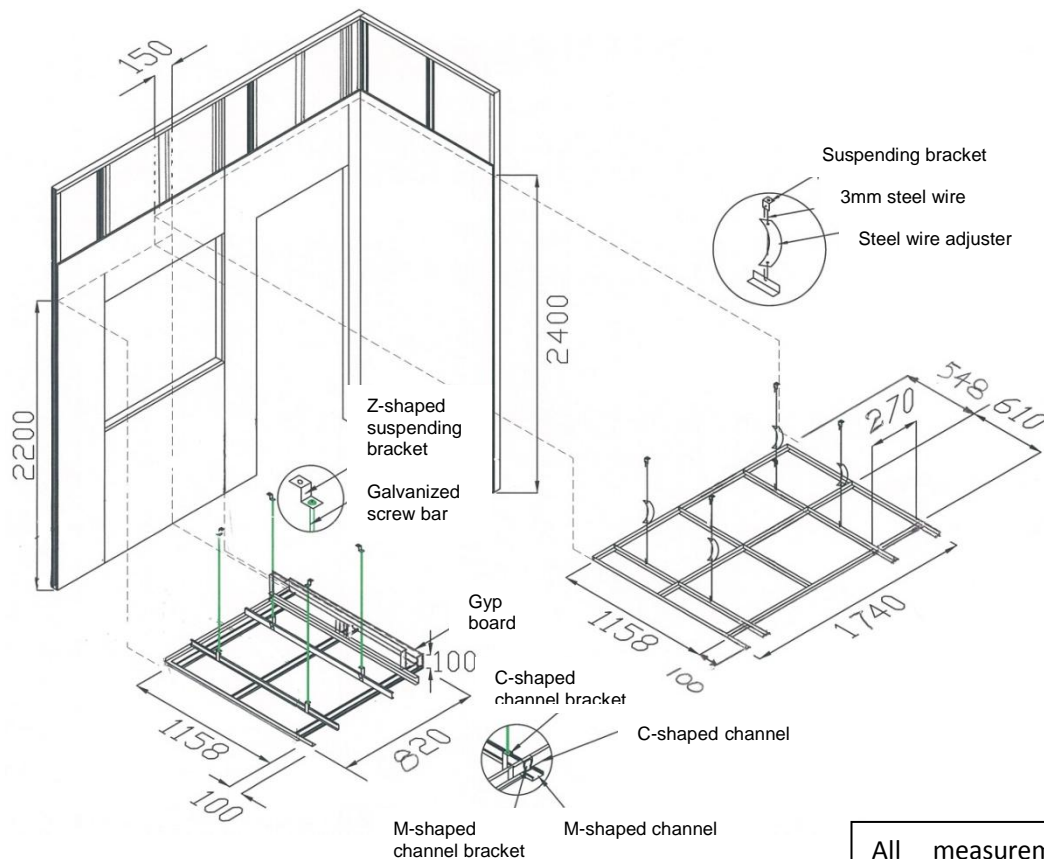 150
Suspending bracket
3mm steel wire
Steel wire adjuster
2400
548
610
270
2200
Z-shaped
suspending
bracket
Galvanized
screw bar
Gyp
board
100
1158
100
1740
C-shaped
channel bracket
C-shaped channel
1158
820
100
M-shaped
channel bracket
M-shaped channel
All